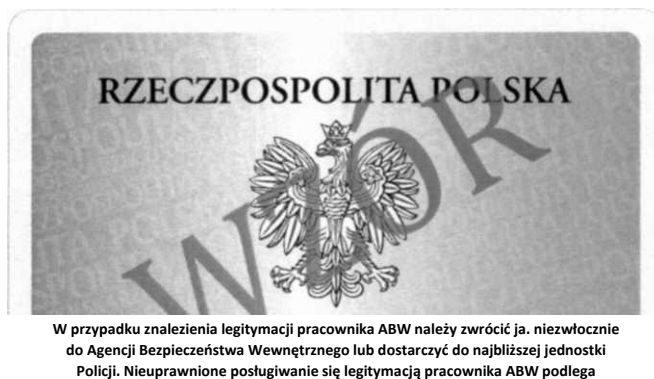 RZECZPOSPOLITA POLSKA
WZÓR
W przypadku znalezienia legitymacji pracownika ABW należy zwrócić ja. niezwłocznie
do Agencji Bezpieczeństwa Wewnętrznego lub dostarczyć do najbliższej jednostki
Policji. Nieuprawnione posługiwanie się legitymacją pracownika ABW podlega